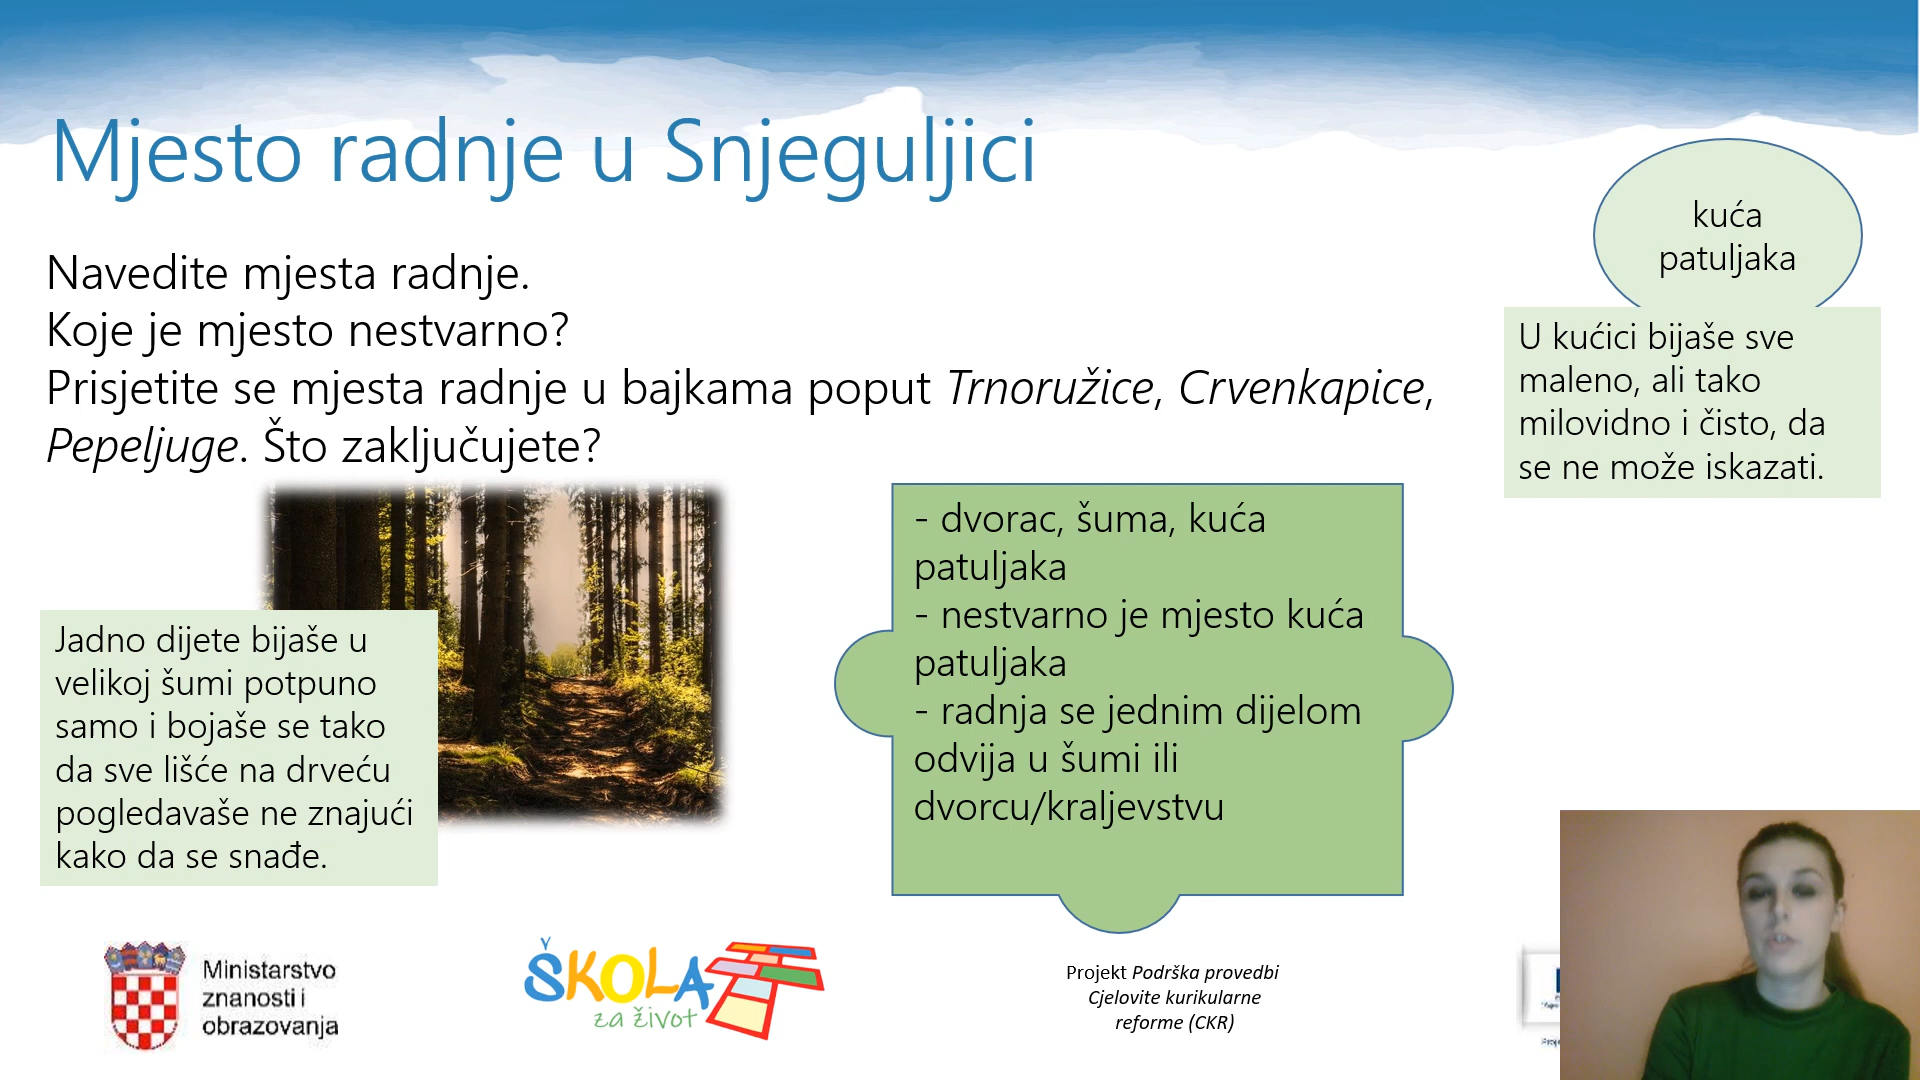 Mjesto radnje u Snjeguljici
Navedite mjesta radnje.
Koje je mjesto nestvarno?
Prisjetite se mjesta radnje u bajkama poput Trnoružice, Crvenkapice,
Pepeljuge. Što zaključujete?
kuća
patuljaka
U kućici bijaše sve
maleno, ali tako
milovidno i čisto, da
se ne može iskazati.
Jadno dijete bijaše u
velikoj šumi potpuno
samo i bojaše se tako
da sve lišće na drveću
pogledavaše ne znajući
kako da se snađe.
- dvorac, šuma, kuća
patuljaka
- nestvarno je mjesto kuća
patuljaka
- radnja se jednim dijelom
odvija u šumi ili
dvorcu/kraljevstvu
Ministarstvo
znanosti i
obrazovanja
ŠKOLA
za život
Projekt Podrška provedbi
Cjelovite kurikularne
reforme (CKR)